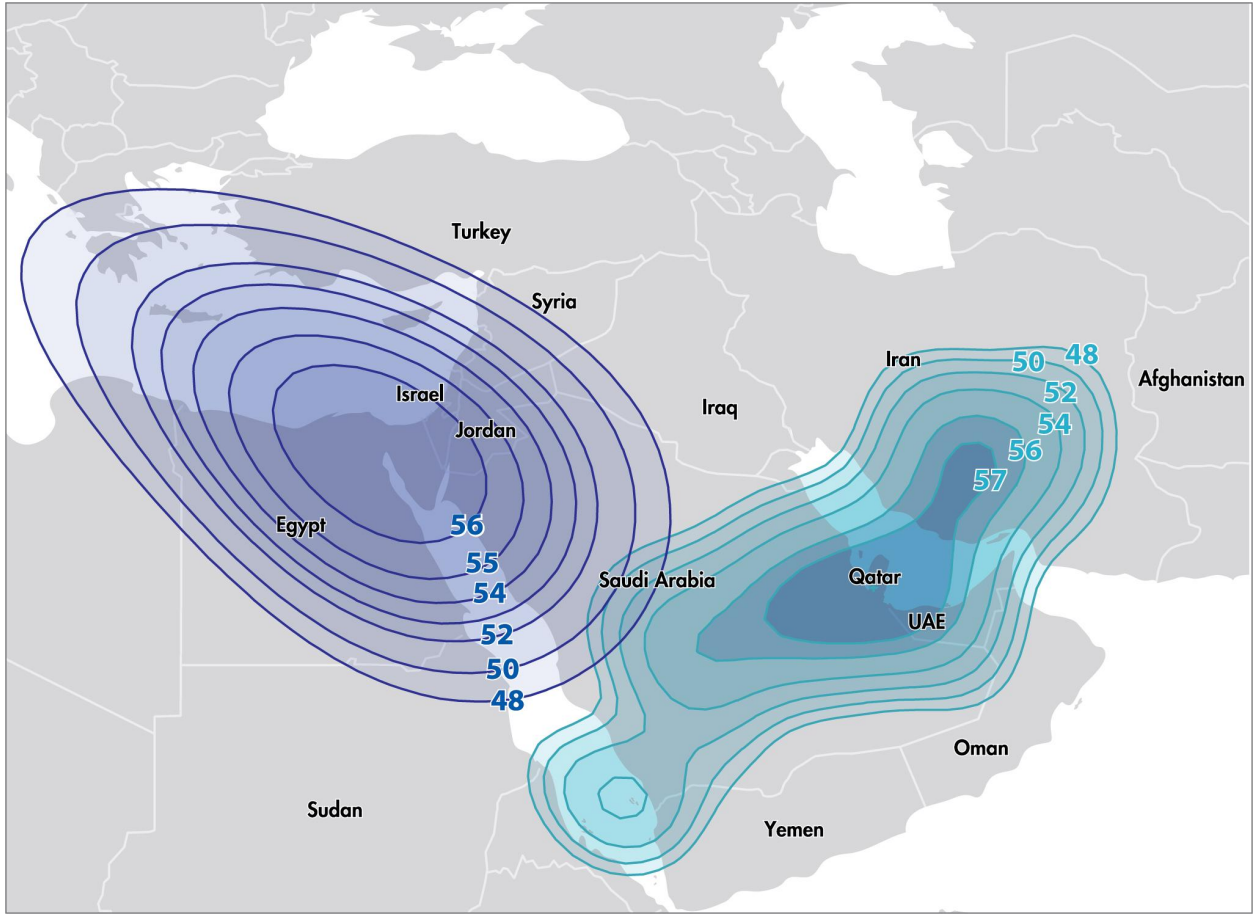 Turkey
Syria
Iran
50
48
Afghanistan
52
Israel
Iraq
54
Jordan
56
57
Egypt
56
55
Saudi Arabia
Qatar
54
UAE
52
50
48
Oman
Sudan
Yemen